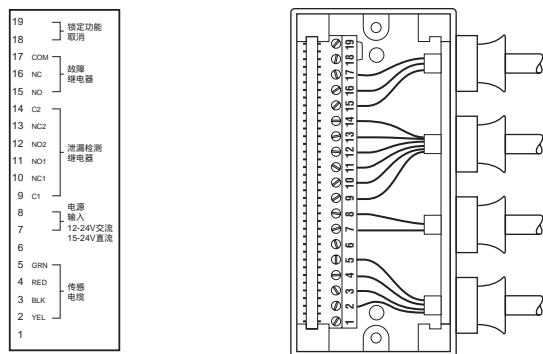 19
18
锁定功能
取消
17 COM
16 NC
15 NO
故障
继电器
14 C2
13 NC2
12 NO2
11 NO1
10 NC1
9 C1
泄漏检测
继电器
8
7
电源
输入
12-24V交流
15-24V直流
6
5 GRN
4 RED
3 BLK
2 YEL
传感
电缆
1
19
18
17
16
15
14
13
12
11
10
9
8
7
6
5
4
3
2
1